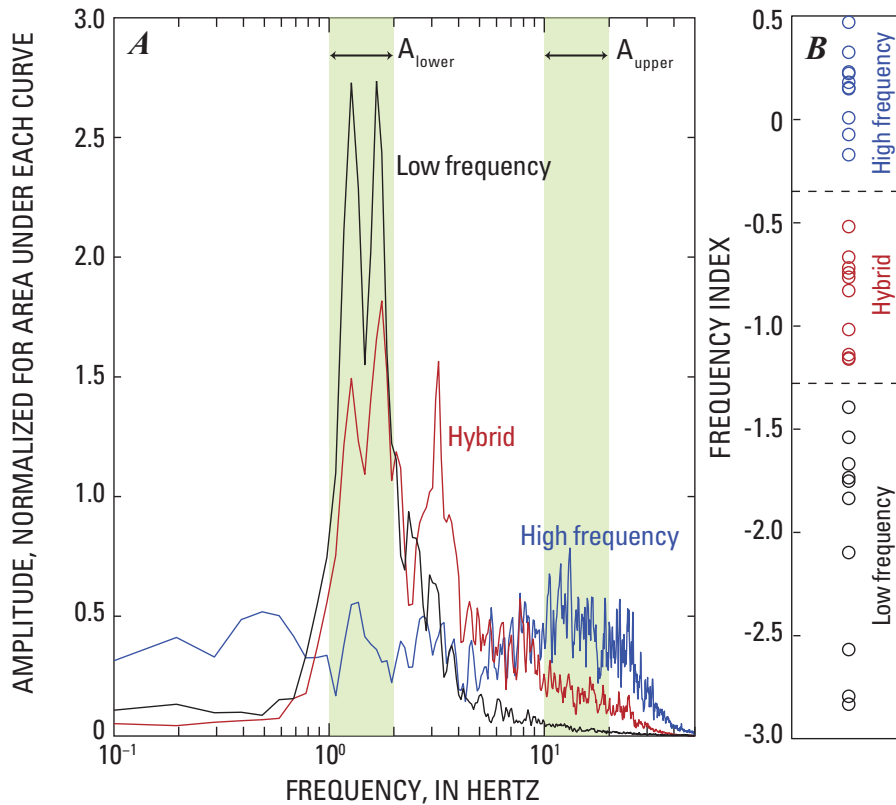 A
B
A lower
A upper
Low frequency
Hybrid
High frequency
AMPLITUDE, NORMALIZED FOR AREA UNDER EACH CURVE
3.0
2.5
2.0
1.5
1.0
0.5
0
10⁻¹
10⁰
10¹
FREQUENCY, IN HERTZ
FREQUENCY INDEX
0.5
0
-0.5
-1.0
-1.5
-2.0
-2.5
-3.0
High frequency
Hybrid
Low frequency